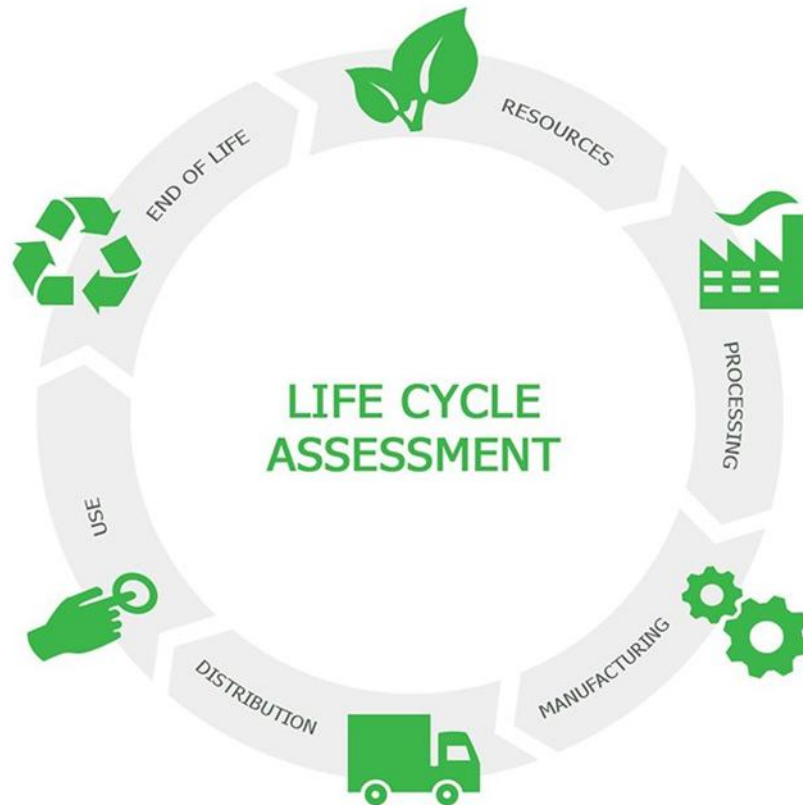 LIFE CYCLE
ASSESSMENT
RESOURCES
PROCESSING
MANUFACTURING
DISTRIBUTION
USE
END OF LIFE